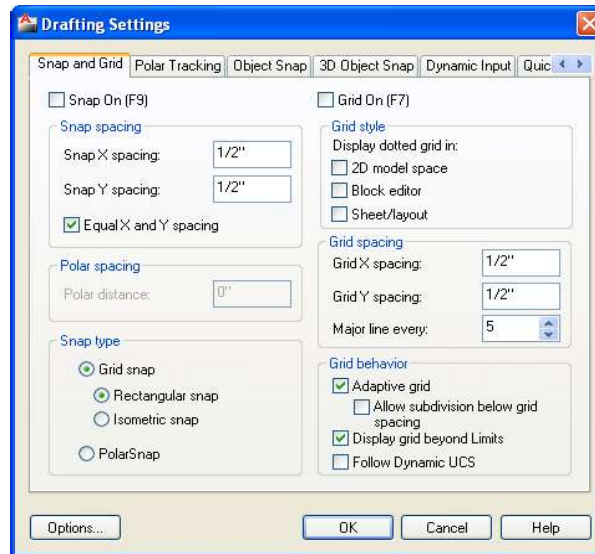 Drafting Settings
Snap and Grid
Polar Tracking
Object Snap
3D Object Snap
Dynamic Input
Quic
Snap On (F9)
Snap spacing
Snap X spacing: 1/2"
Snap Y spacing: 1/2"
Equal X and Y spacing
Polar spacing
Polar distance: 0"
Snap type
Grid snap
Rectangular snap
Isometric snap
PolarSnap
Grid On (F7)
Grid style
Display dotted grid in:
2D model space
Block editor
Sheet/layout
Grid spacing
Grid X spacing: 1/2"
Grid Y spacing: 1/2"
Major line every: 5
Grid behavior
Adaptive grid
Allow subdivision below grid
spacing
Display grid beyond Limits
Follow Dynamic UCS
Options...
OK
Cancel
Help